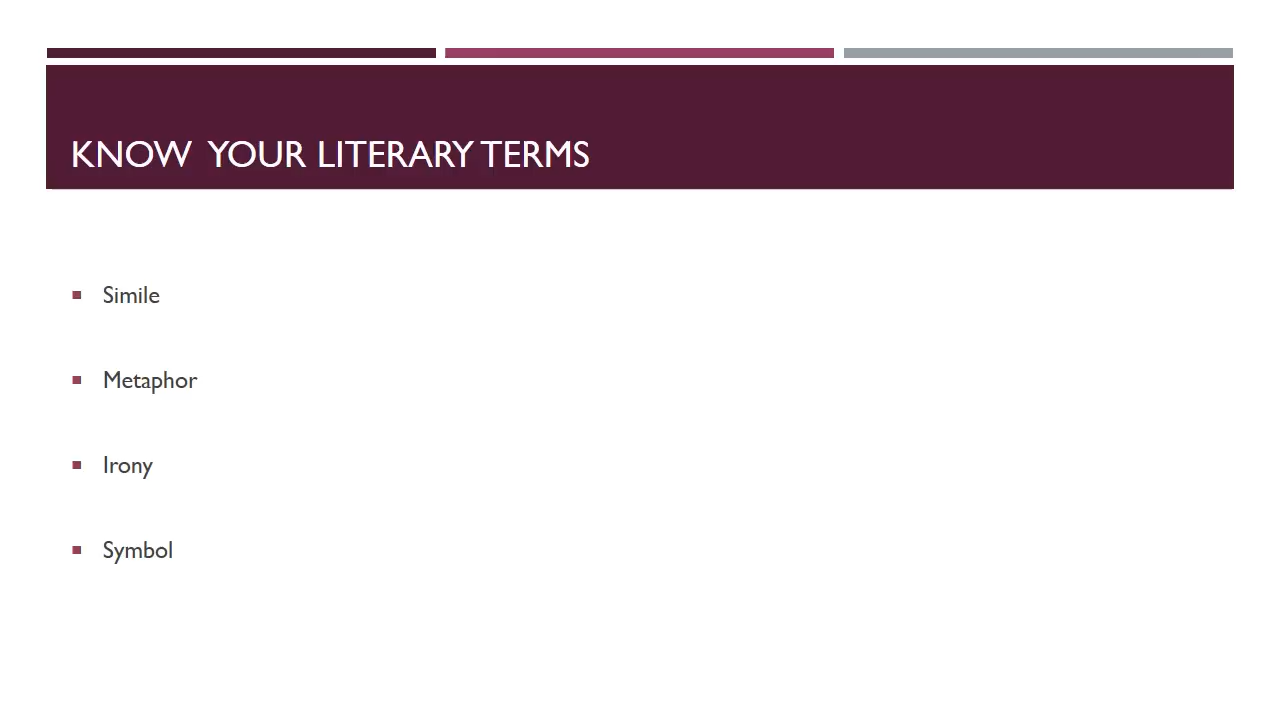 KNOW YOUR LITERARY TERMS
Simile
Metaphor
Irony
Symbol